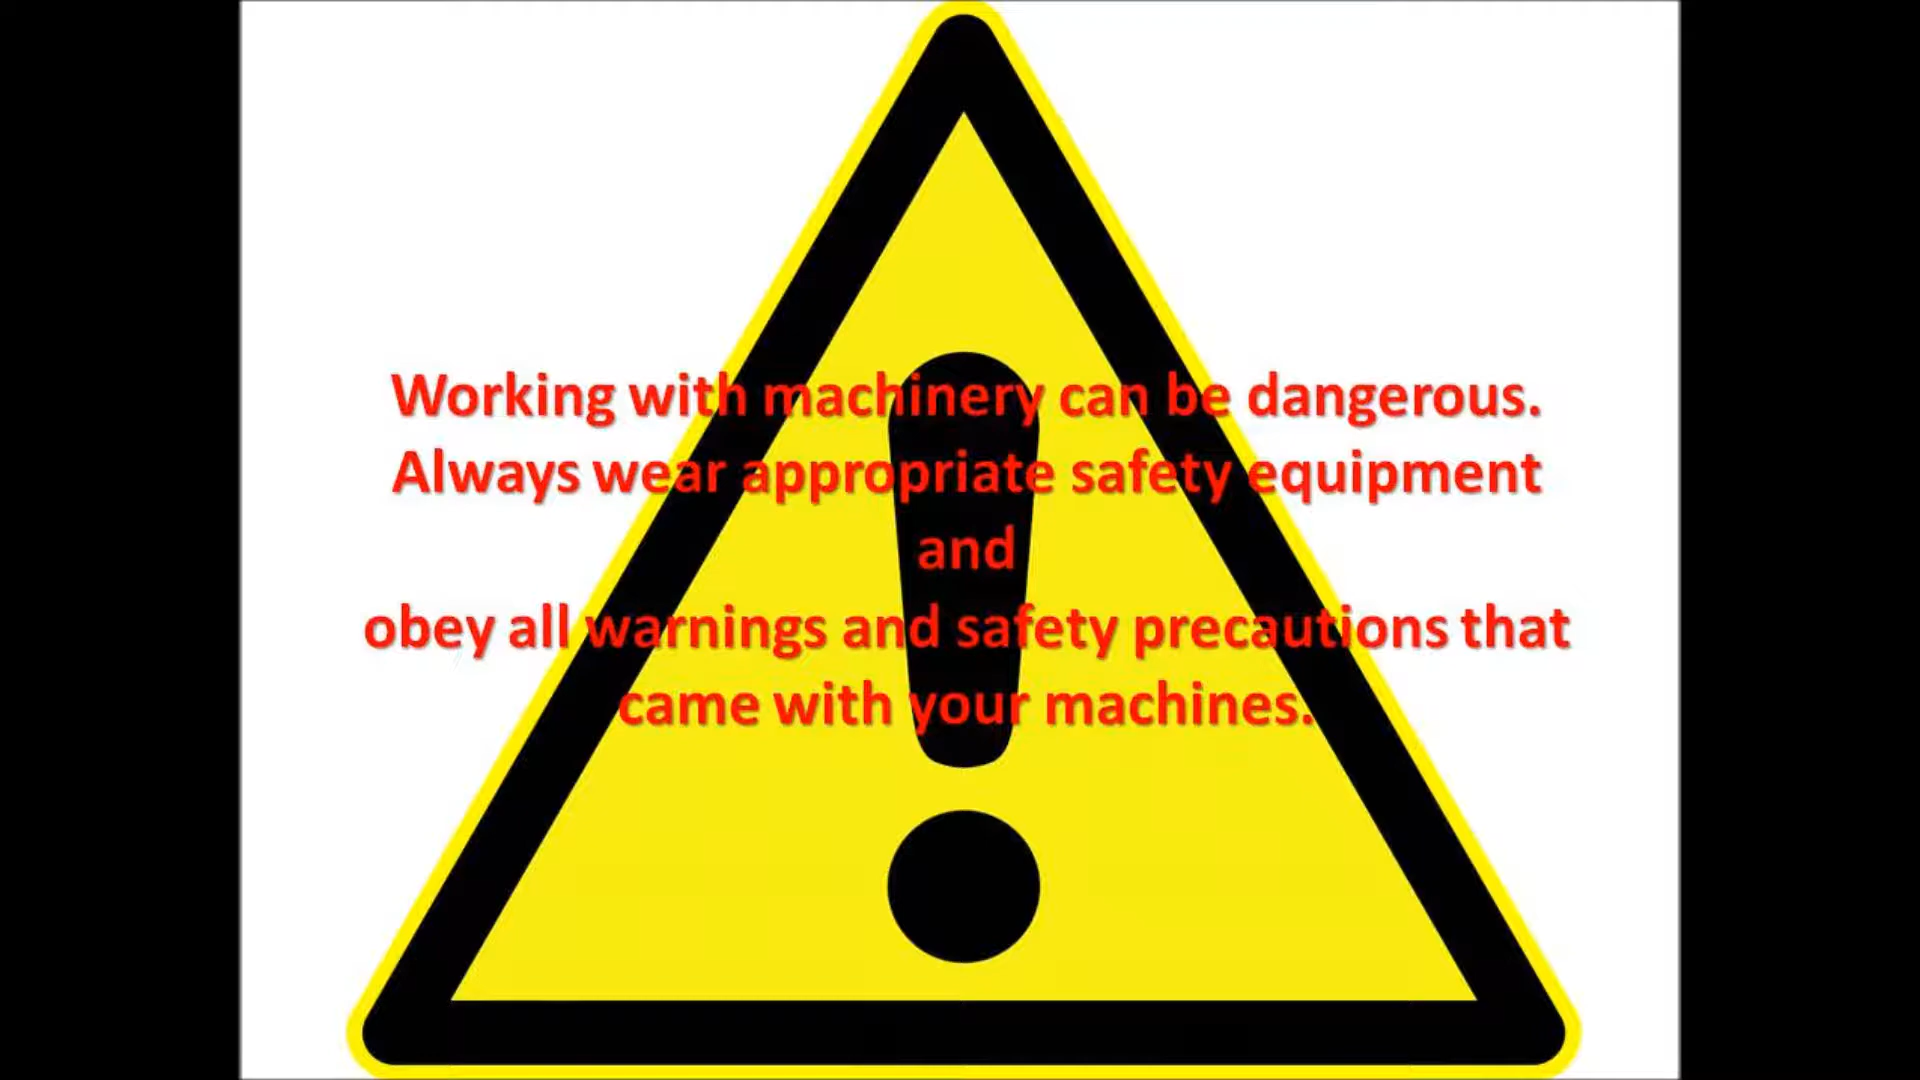 Working with machinery can be dangerous.
Always wear appropriate safety equipment
and
obey all warnings and safety precautions that
came with your machines.